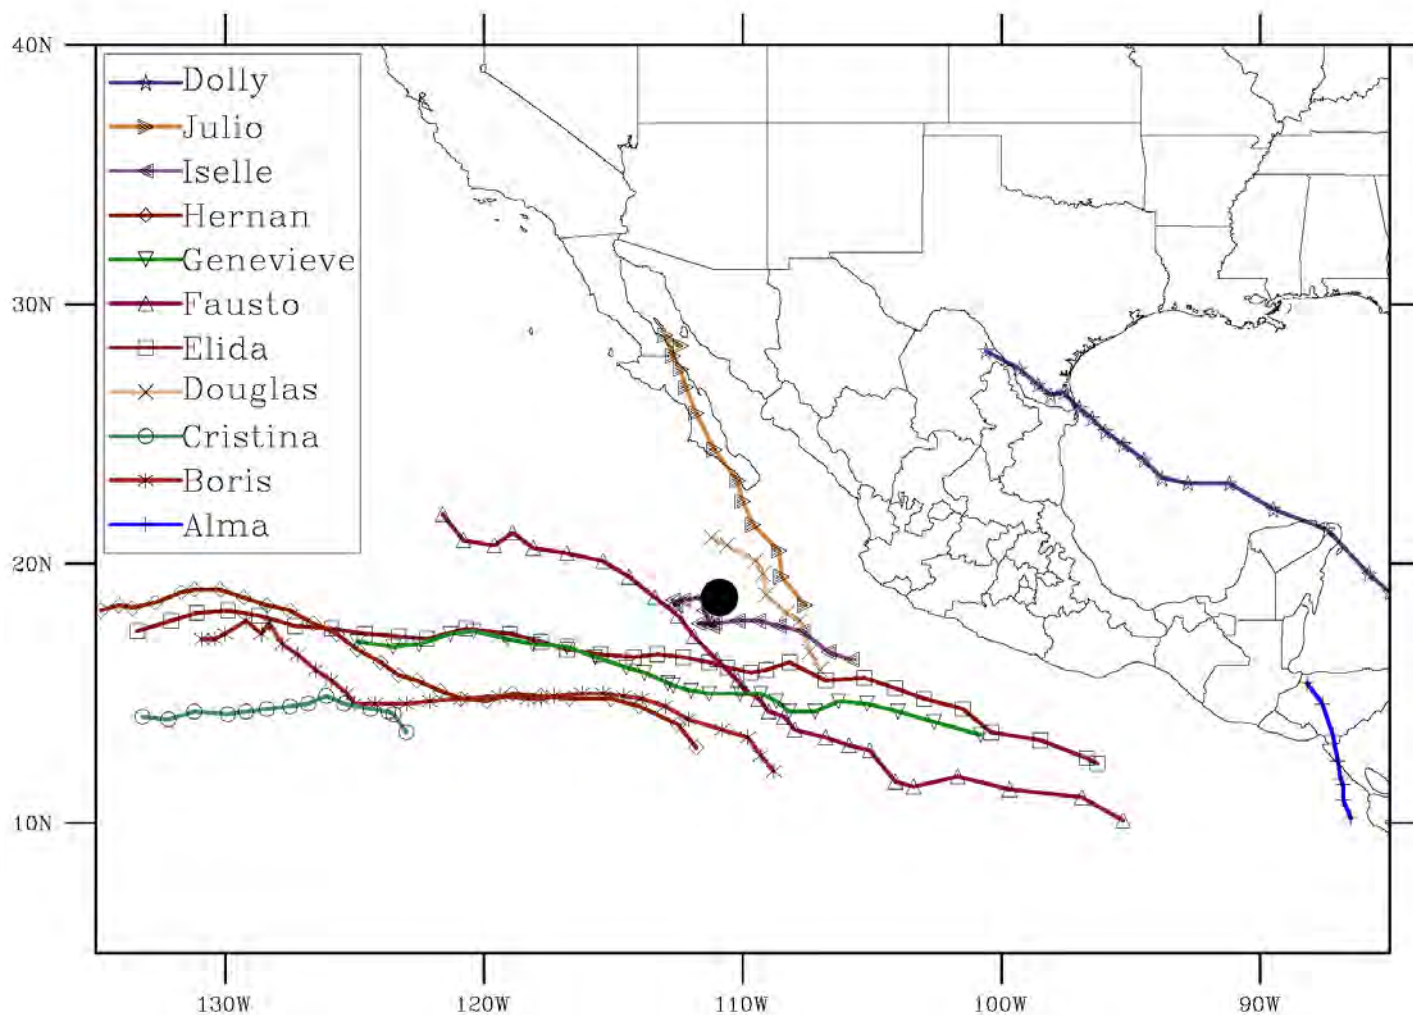 40N
30N
20N
10N
Dolly
Julio
Iselle
Hernan
Genevieve
Fausto
Elida
Douglas
Cristina
Boris
Alma
130W
120W
110W
100W
90W